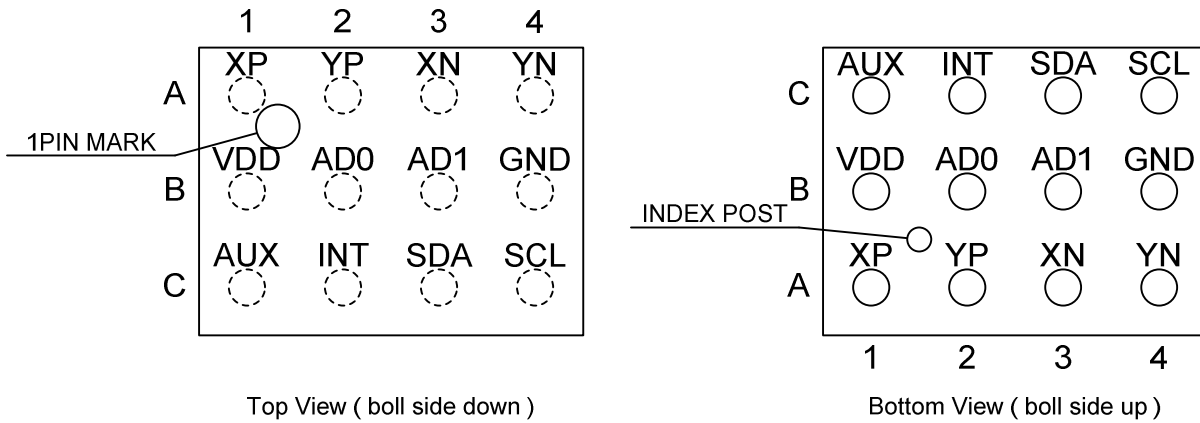 1 2 3 4
XP YP XN YN
A
1PIN MARK
VDD AD0 AD1 GND
B
AUX INT SDA SCL
C
Top View ( boll side down )
AUX INT SDA SCL
C
VDD AD0 AD1 GND
B
INDEX POST
XP YP XN YN
A
1 2 3 4
Bottom View ( boll side up )